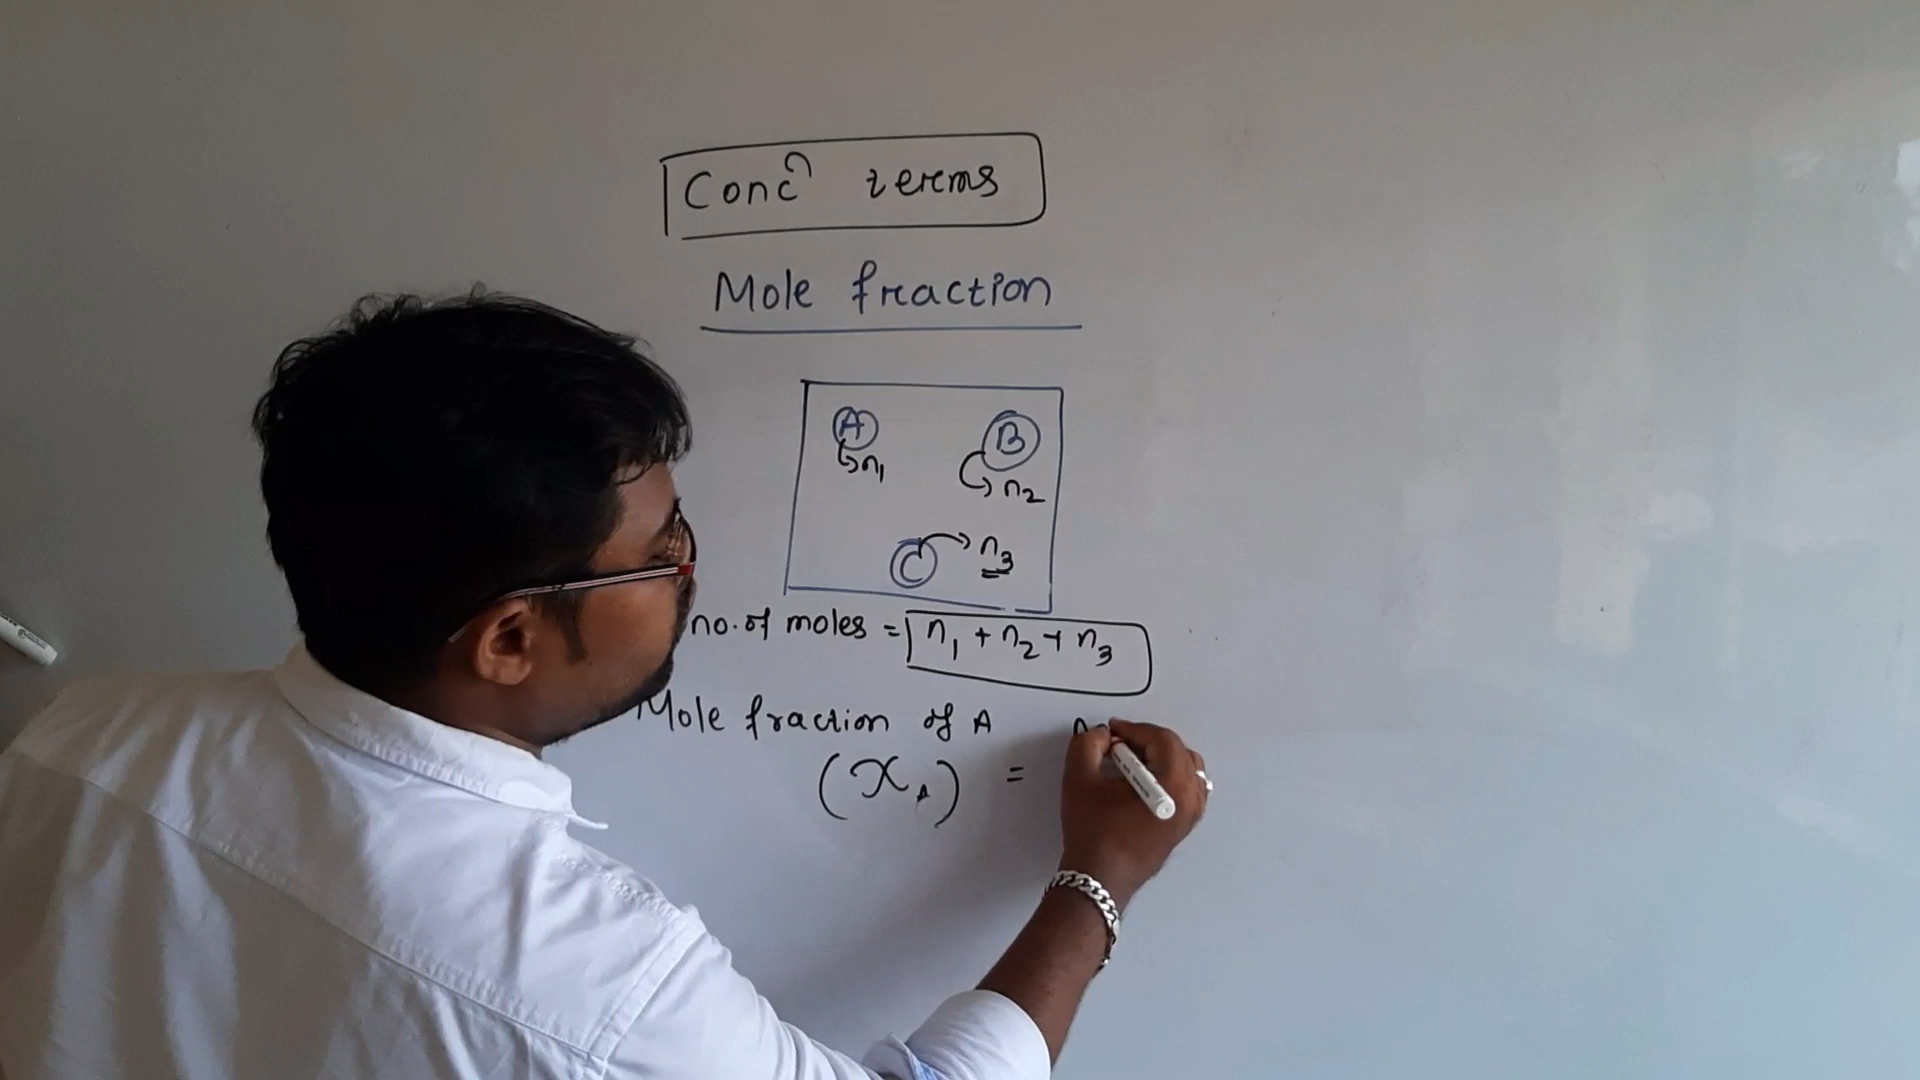 Concn terms
Mole fraction
A
B
n1
n2
C
n3
no. of moles = n1 + n2 + n3
Mole fraction of A
(xA) =